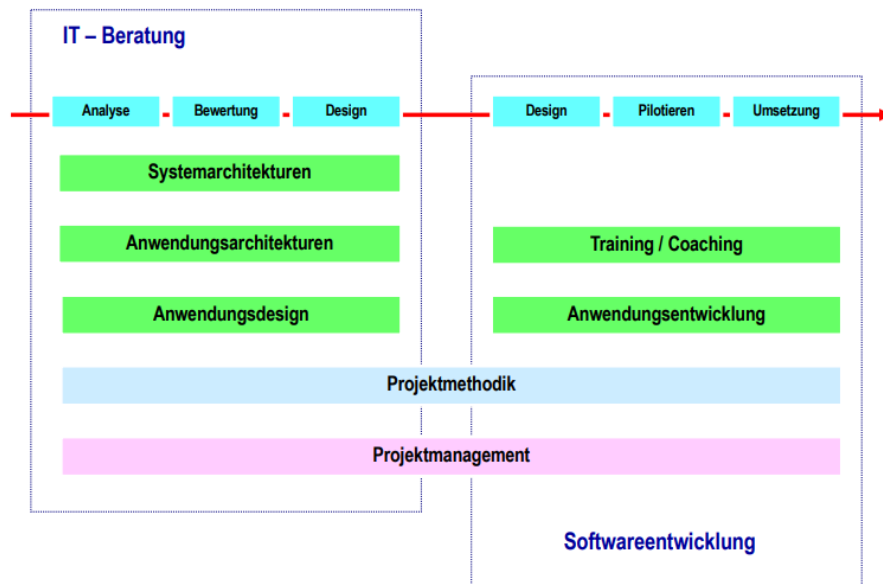 IT – Beratung
Analyse
Bewertung
Design
Design
Pilotieren
Umsetzung
Systemarchitekturen
Anwendungsarchitekturen
Training / Coaching
Anwendungsdesign
Anwendungsentwicklung
Projektmethodik
Projektmanagement
Softwareentwicklung